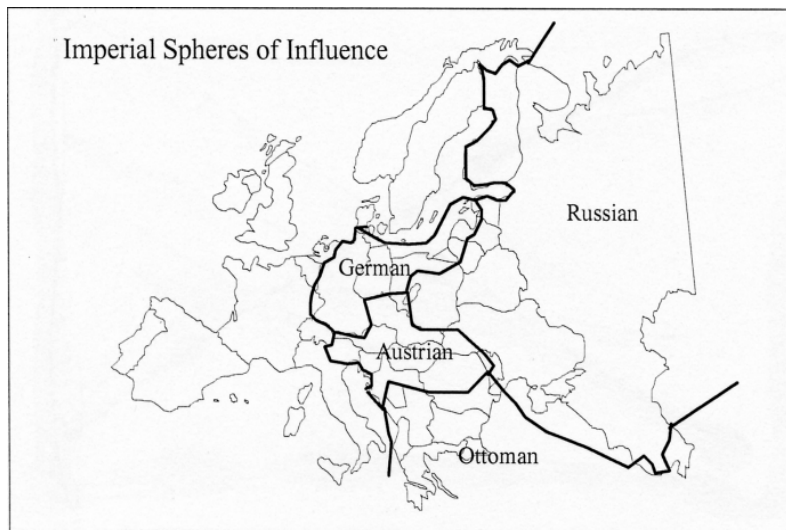 Imperial Spheres of Influence
Russian
German
Austrian
Ottoman